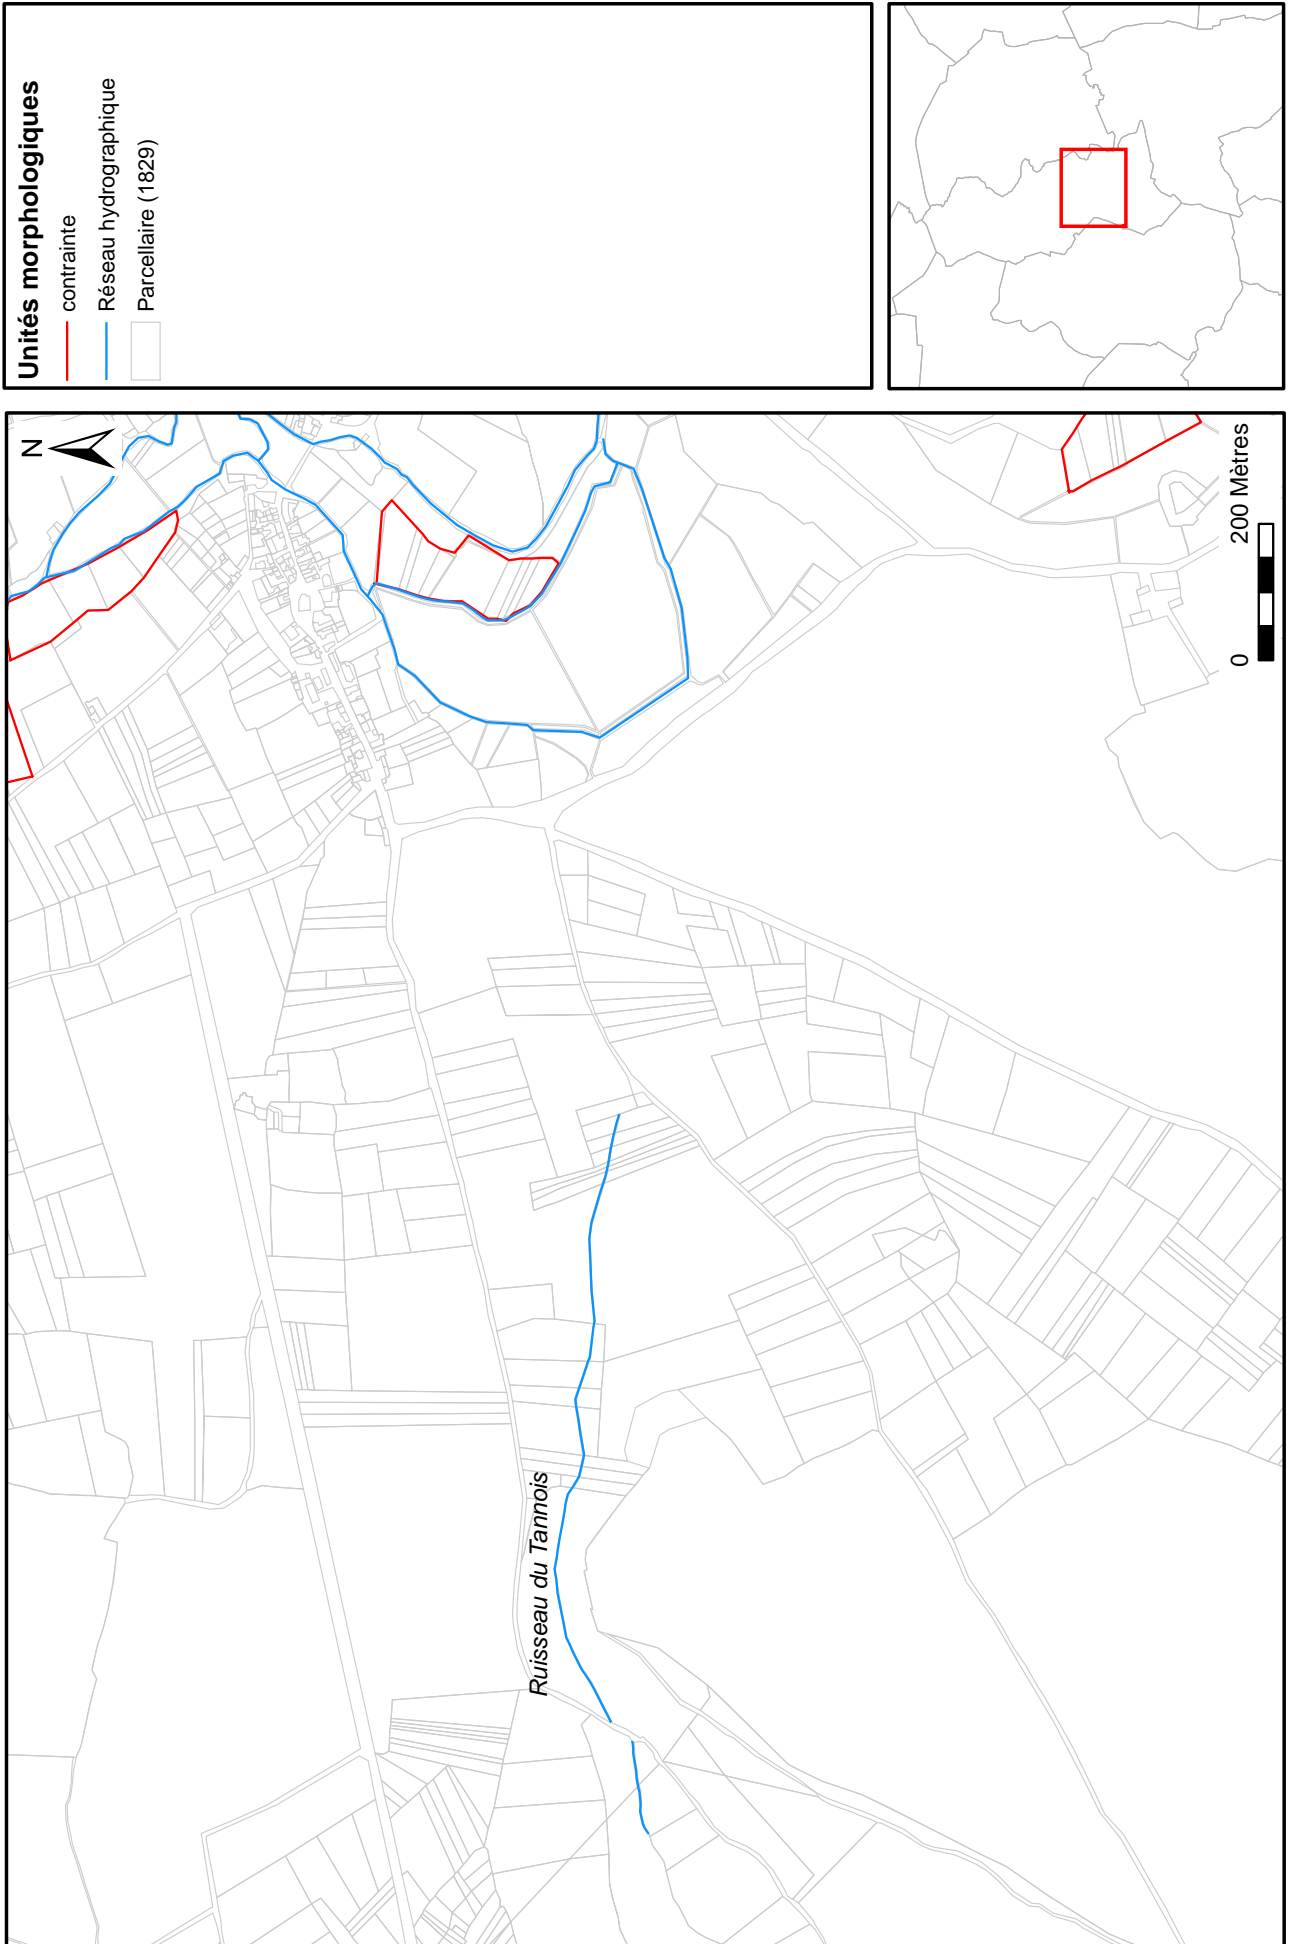 Unités morphologiques
contrainte
Réseau hydrographique
Parcellaire (1829)
N
Ruisseau du Tannois
0 200 Mètres